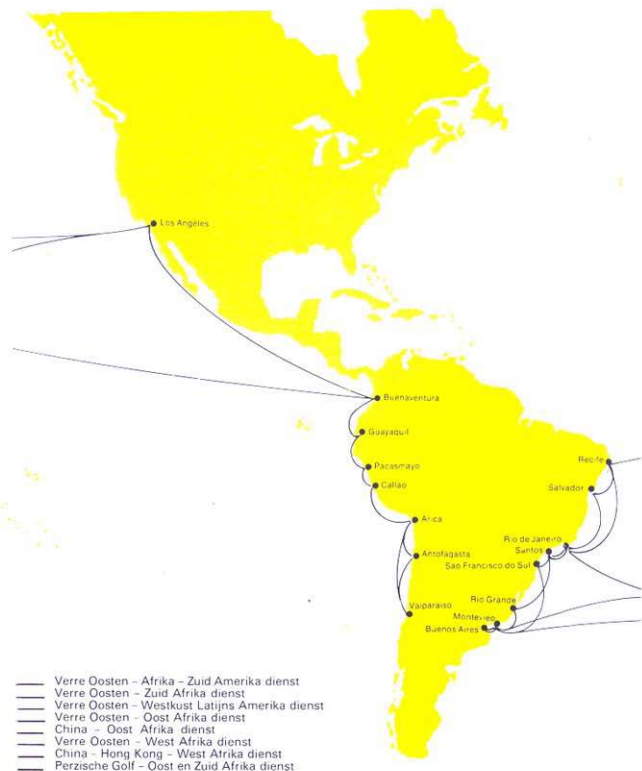 Los Angeles
Buenaventura
Guayaquil
Pacasmayo
Callao
Arica
Antofagasta
Valparaiso
Recife
Salvador
Rio de Janeiro
Santos
Sao Francisco do Sul
Rio Grande
Montevieo
Buenos Aires
Verre Oosten – Afrika – Zuid Amerika dienst
Verre Oosten – Zuid Afrika dienst
Verre Oosten – Westkust Latijns Amerika dienst
Verre Oosten – Oost Afrika dienst
China – Oost Afrika dienst
Verre Oosten – West Afrika dienst
China – Hong Kong – West Afrika dienst
Perzische Golf – Oost en Zuid Afrika dienst